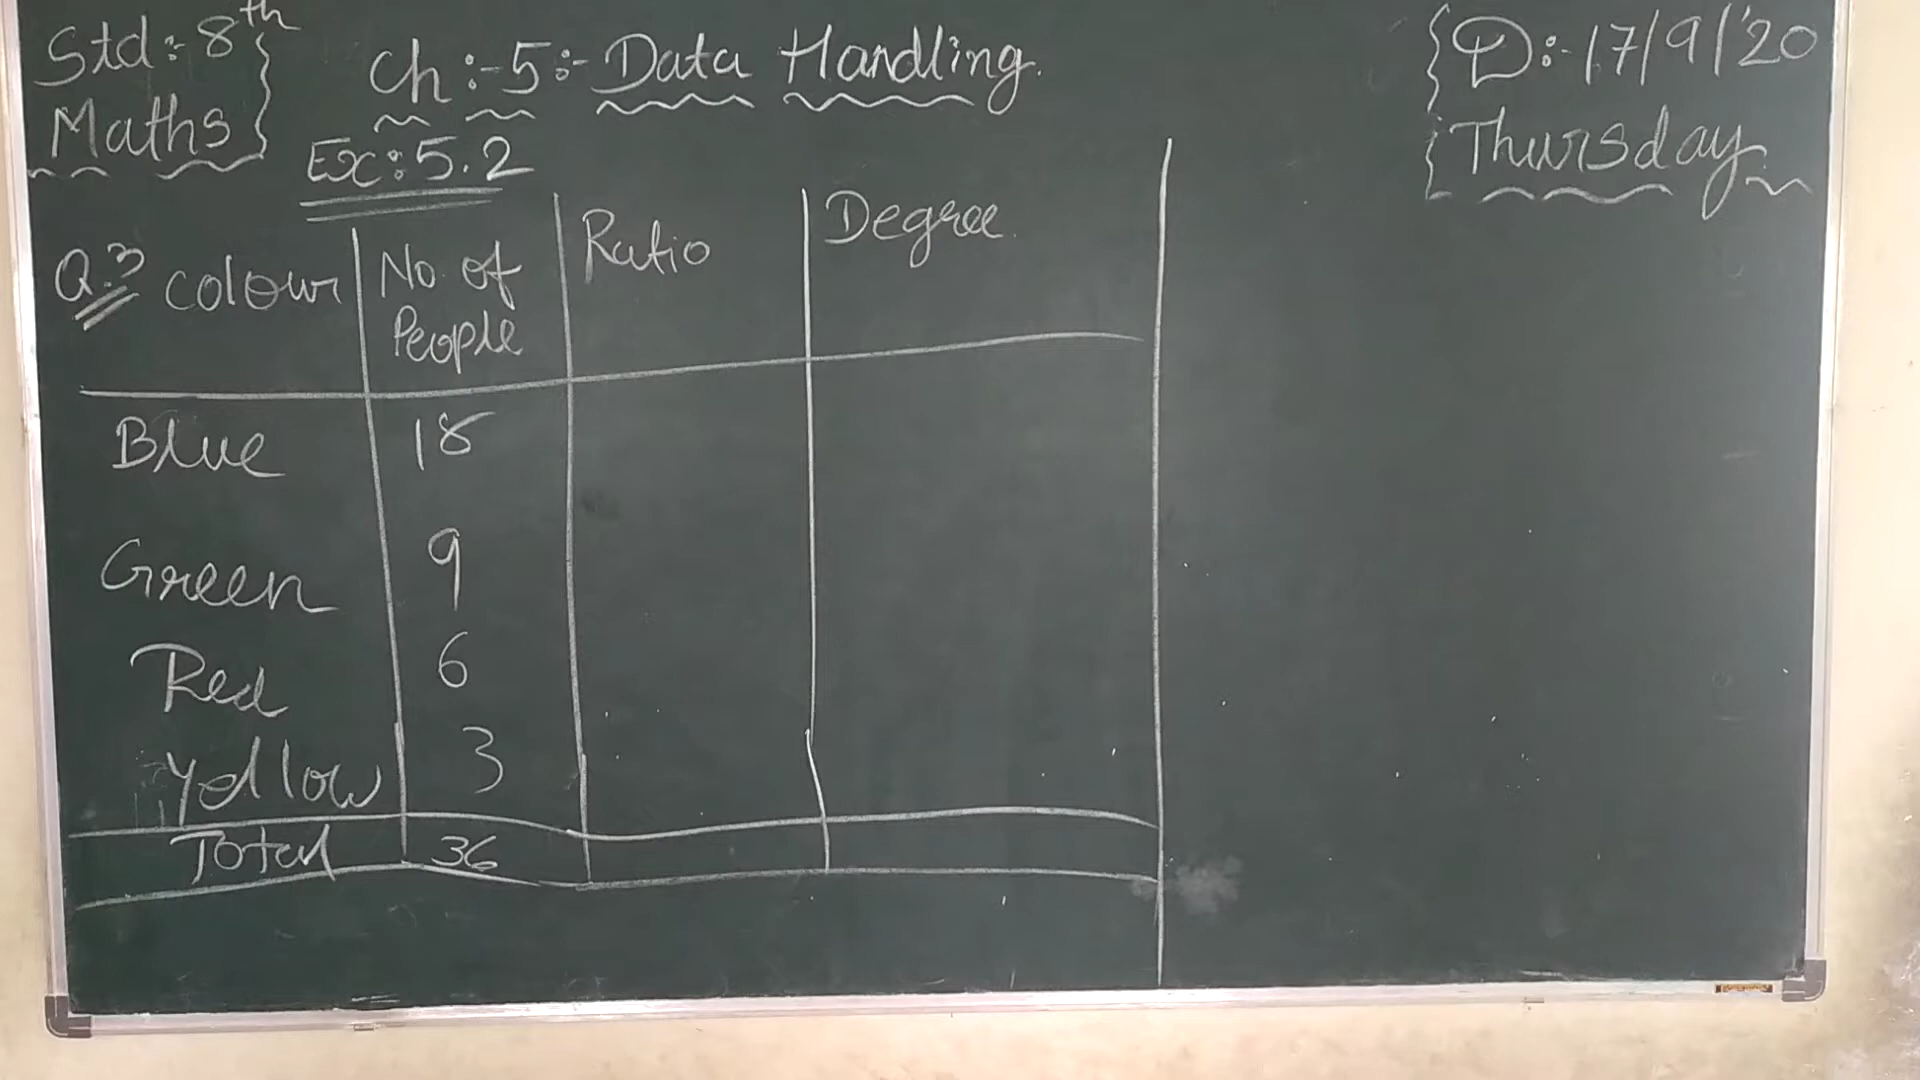 Std:- 8th
Maths
Ch:-5:- Data Handling.
D:-17/9/'20
Thursday.
Ex:5.2
Q.3 colour No. of People Ratio Degree.
Blue 18
Green 9
Red 6
Yellow 3
Total 36